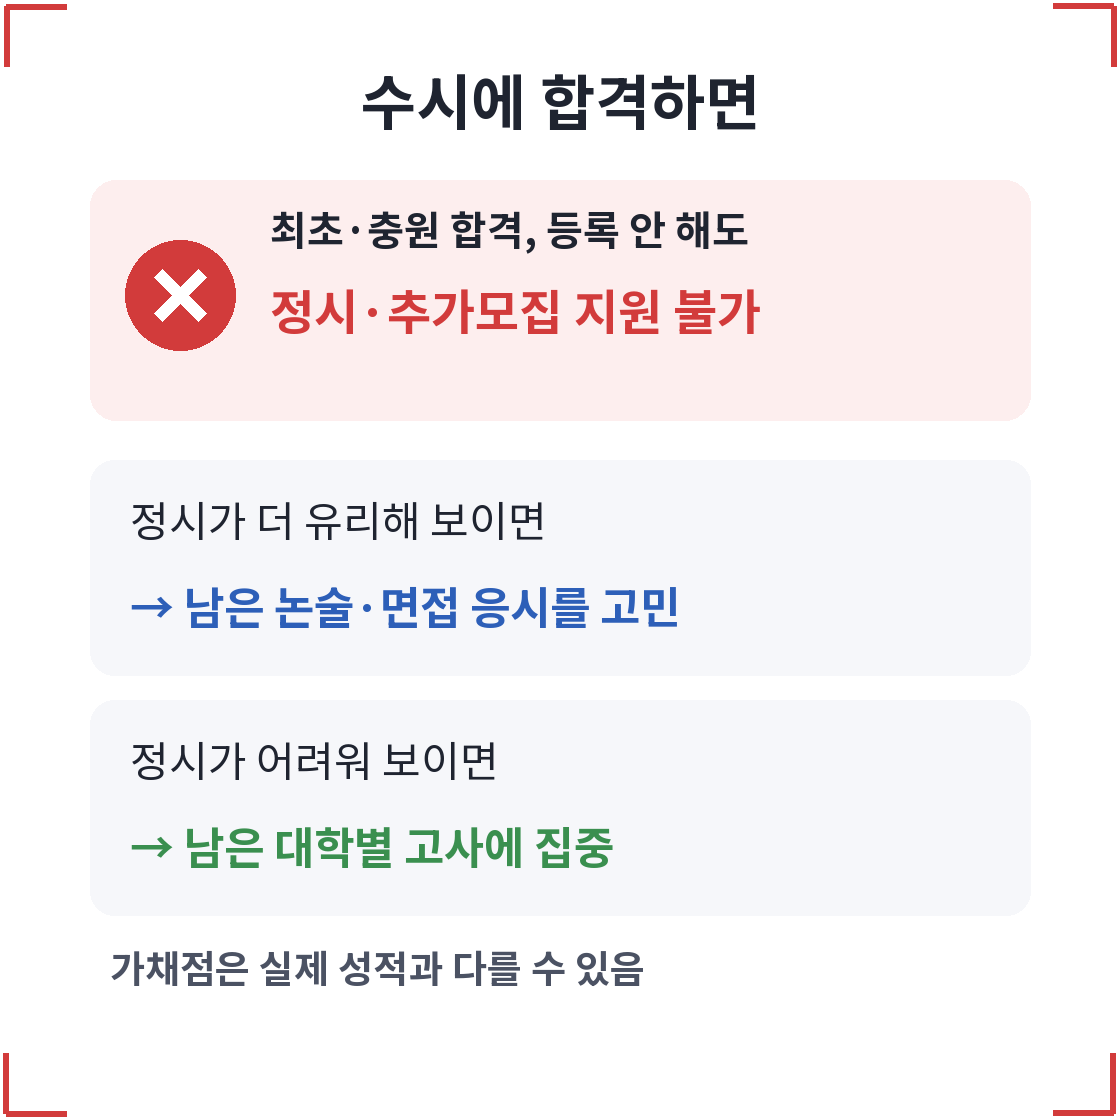 수시에 합격하면
최초·충원 합격, 등록 안 해도
정시·추가모집 지원 불가
정시가 더 유리해 보이면
→ 남은 논술·면접 응시를 고민
정시가 어려워 보이면
→ 남은 대학별 고사에 집중
가채점은 실제 성적과 다를 수 있음